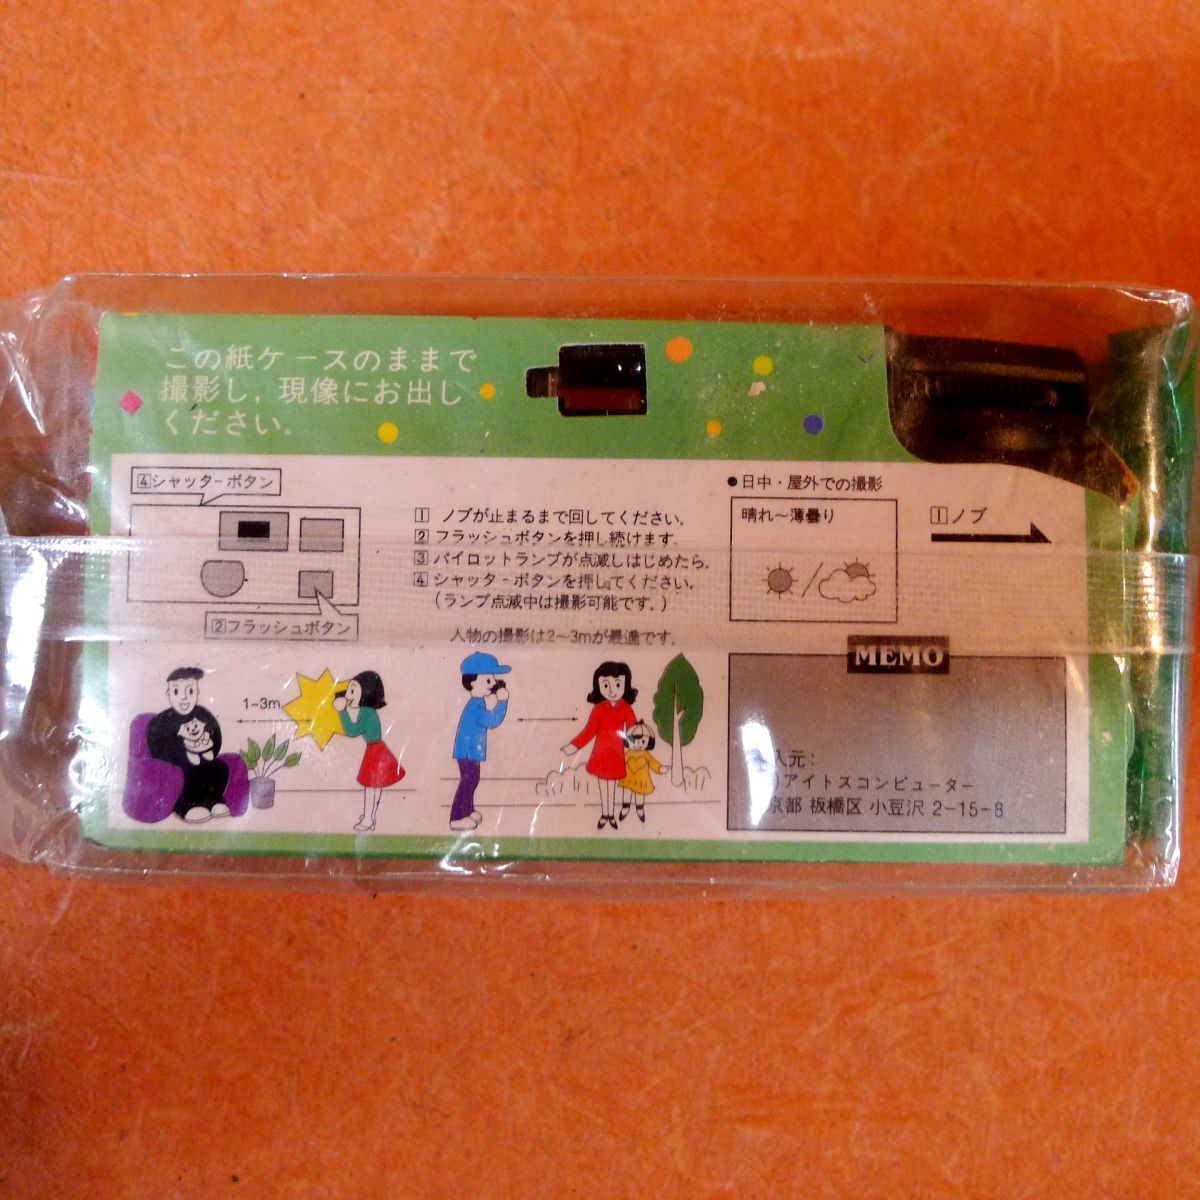 この紙ケースのままで
撮影し,現像にお出し
ください。
4シャッターボタン
2フラッシュボタン
1 ノブが止まるまで回してください。
2 フラッシュボタンを押し続けます。
3 パイロットランプが点滅しはじめたら、
4 シャッターボタンを押してください。
(ランプ点滅中は撮影可能です。)
人物の撮影は2〜3mが最適です。
●日中・屋外での撮影
晴れ〜薄曇り
1ノブ
1~3m
MEMO
入元:
)アイトスコンピューター
京都 板橋区 小豆沢 2-15-8